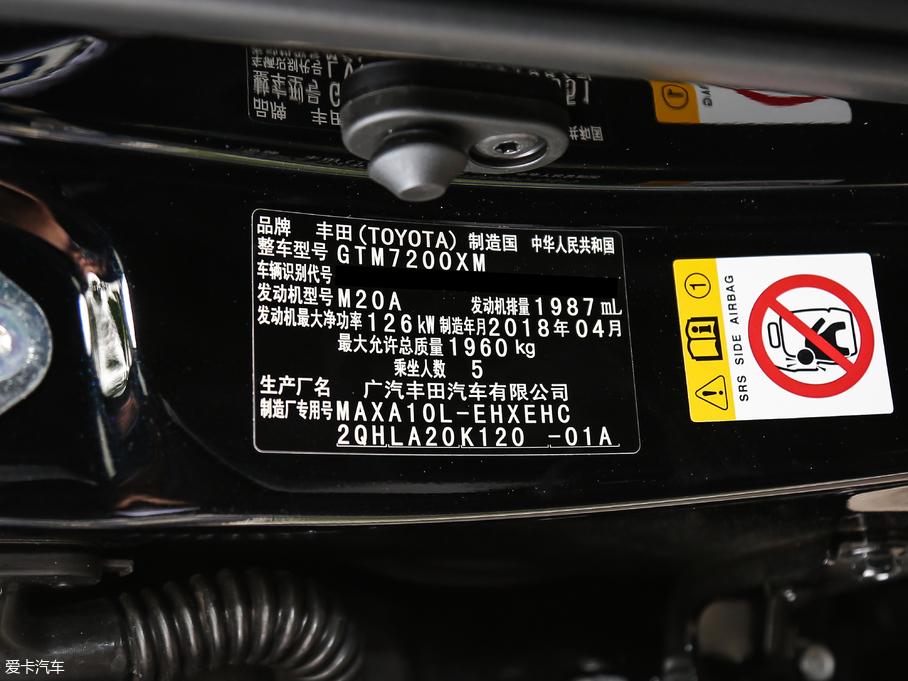 品牌 丰田(TOYOTA) 制造国 中华人民共和国
整车型号 GTM7200XM
车辆识别代号
发动机型号 M20A 发动机排量 1987 mL
发动机最大净功率 126 kW 制造年月 2018 年 04 月
最大允许总质量 1960 kg
乘坐人数 5
生产厂名 广汽丰田汽车有限公司
制造厂专用号 MAXA10L-EHXEHC
2QHLA20K120 -01A
SRS SIDE AIRBAG
1
爱卡汽车